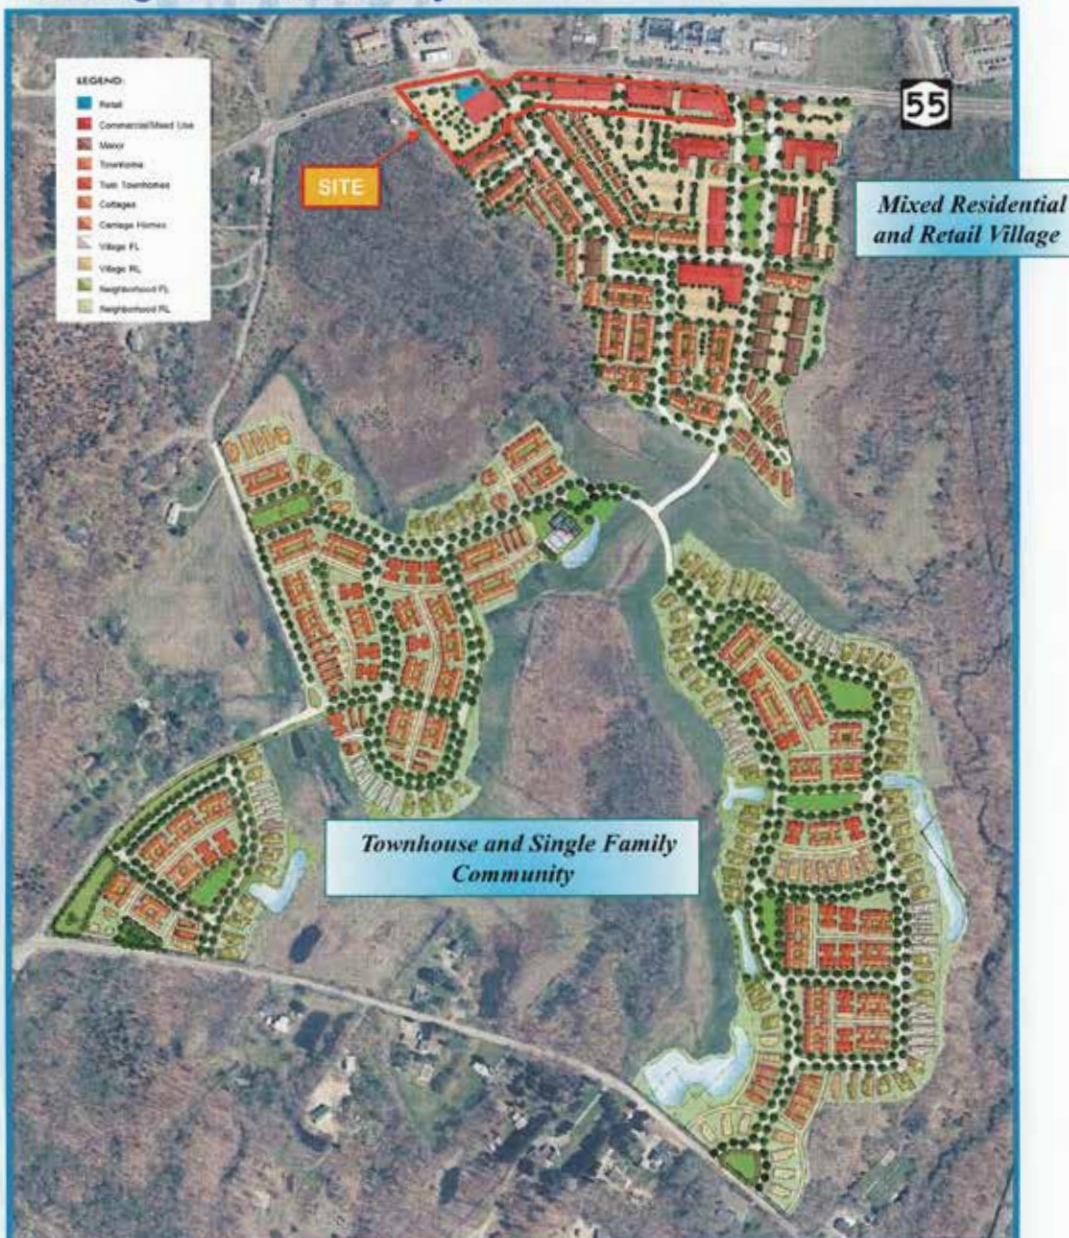 LEGEND:
Retail
Commercial/Mixed Use
Manor
Townhome
Twin Townhomes
Cottages
Carriage Homes
Village FL
Village RL
Neighborhood FL
Neighborhood RL
SITE
55
Mixed Residential
and Retail Village
Townhouse and Single Family
Community